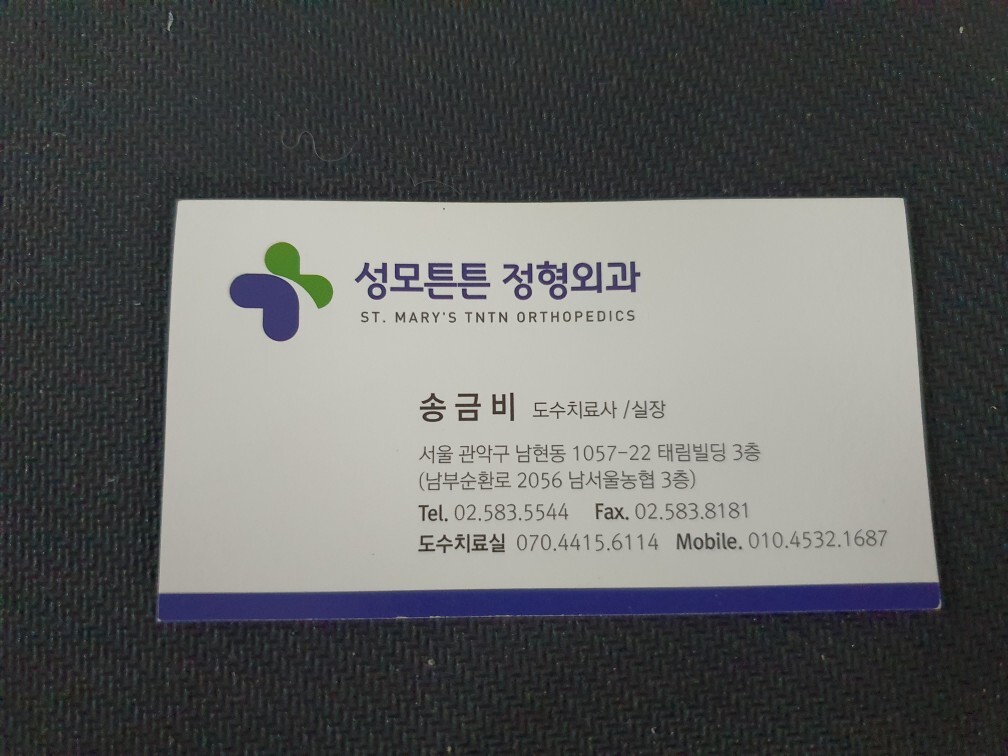 성모튼튼 정형외과
ST. MARY'S TNTN ORTHOPEDICS
송금비 도수치료사 /실장
서울 관악구 남현동 1057-22 태림빌딩 3층
(남부순환로 2056 남서울농협 3층)
Tel. 02.583.5544 Fax. 02.583.8181
도수치료실 070.4415.6114 Mobile. 010.4532.1687